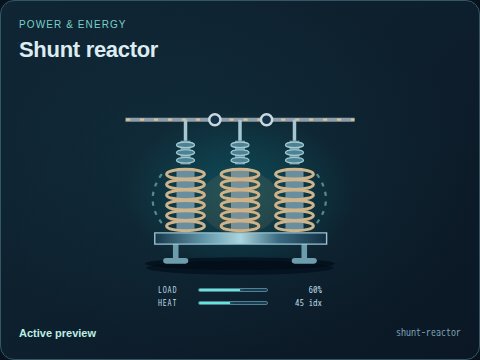 POWER & ENERGY
Shunt reactor
LOAD 60%
HEAT 45 idx
Active preview shunt-reactor